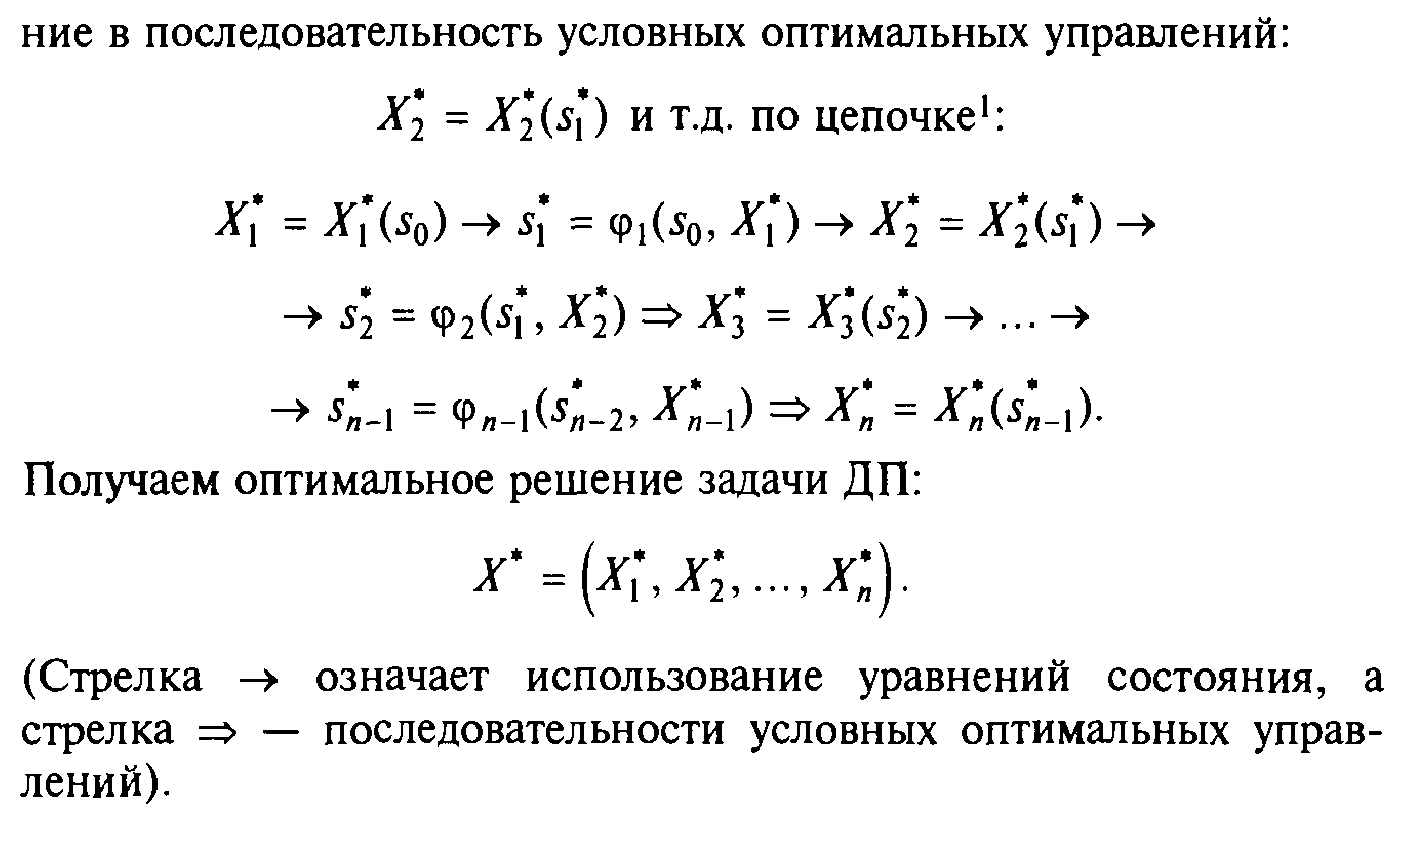 ние в последовательность условных оптимальных управлений:
X₂* = X₂*(s₁*) и т.д. по цепочке¹:
X₁* = X₁*(s₀) → s₁* = φ₁(s₀, X₁*) → X₂* = X₂*(s₁*) →
→ s₂* = φ₂(s₁*, X₂*) ⇒ X₃* = X₃*(s₂*) → ... →
→ sₙ₋₁* = φₙ₋₁(sₙ₋₂*, Xₙ₋₁*) ⇒ Xₙ* = Xₙ*(sₙ₋₁*).
Получаем оптимальное решение задачи ДП:
X* = (X₁*, X₂*, ..., Xₙ*).
(Стрелка → означает использование уравнений состояния, а
стрелка ⇒ — последовательности условных оптимальных управ-
лений).